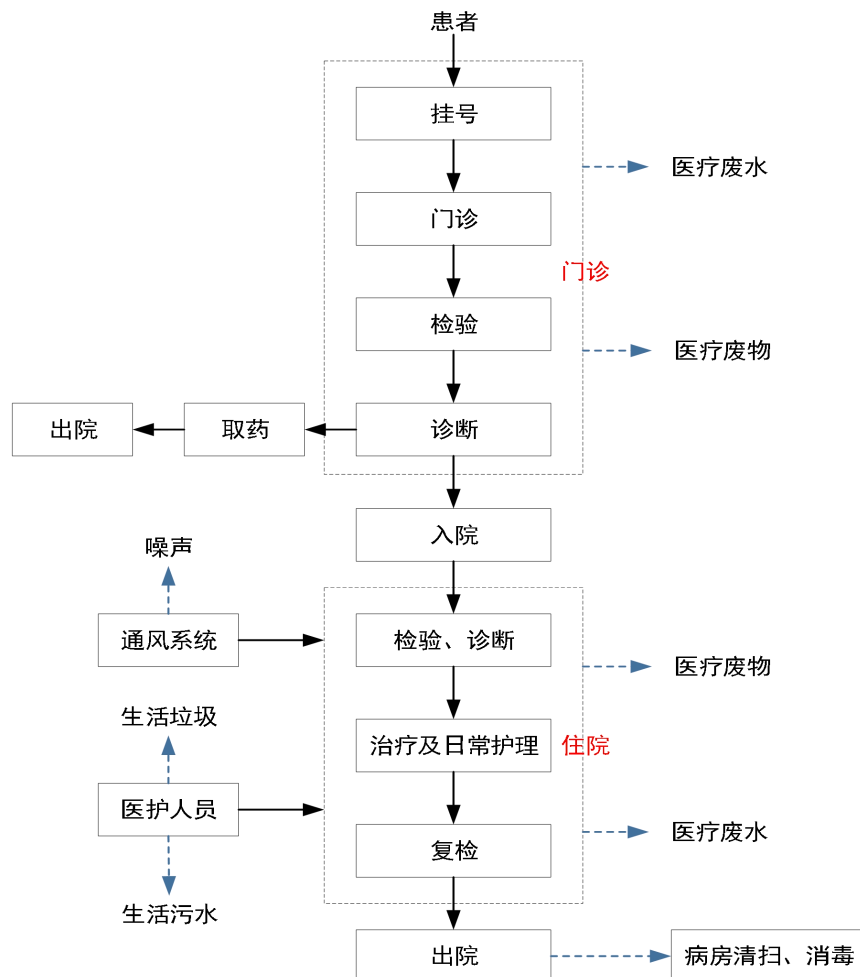 患者
挂号
医疗废水
门诊
门诊
检验
医疗废物
出院
取药
诊断
入院
噪声
通风系统
检验、诊断
医疗废物
生活垃圾
治疗及日常护理
住院
医护人员
复检
医疗废水
生活污水
出院
病房清扫、消毒